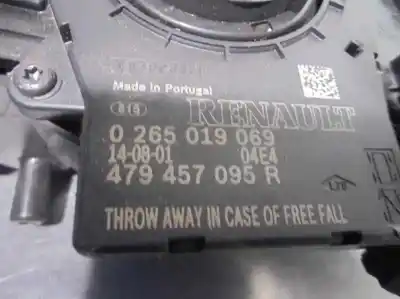 Made in Portugal
RENAULT
0 265 019 069
14-08-01 04E4
479 457 095 R
THROW AWAY IN CASE OF FREE FALL